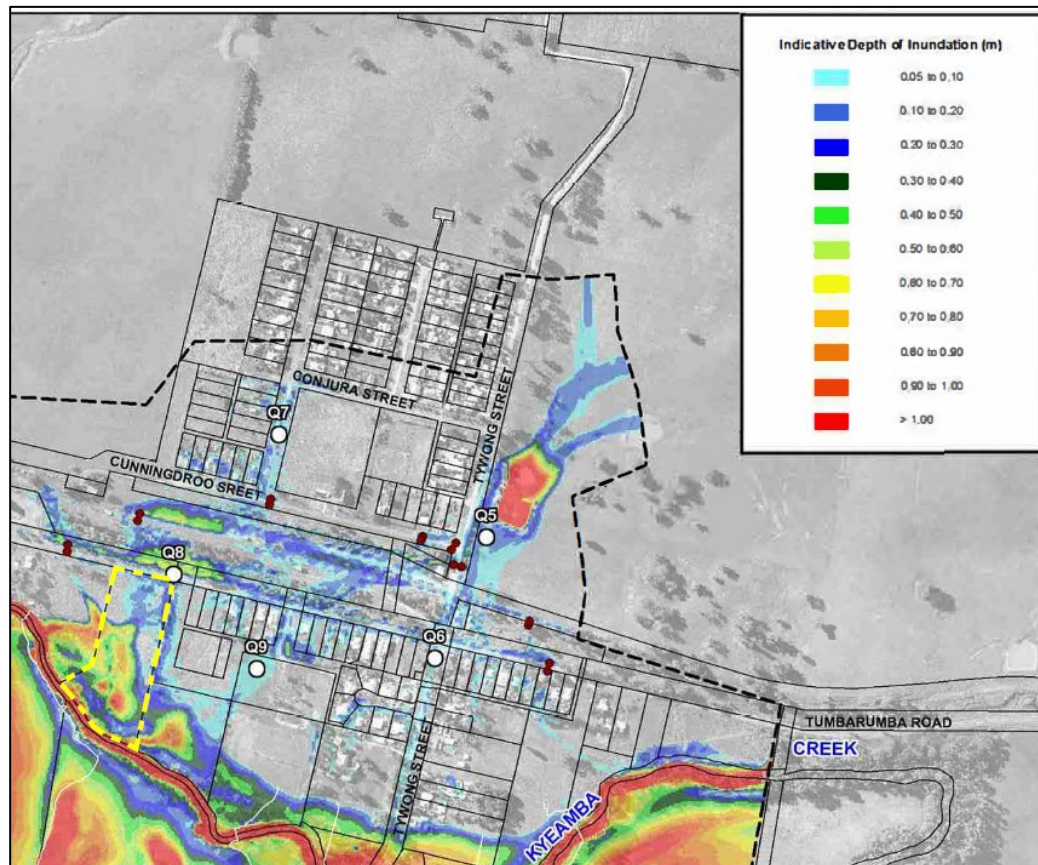 Indicative Depth of Inundation (m)
0.05 to 0.10
0.10 to 0.20
0.20 to 0.30
0.30 to 0.40
0.40 to 0.50
0.50 to 0.60
0.60 to 0.70
0.70 to 0.80
0.80 to 0.90
0.90 to 1.00
> 1.00
CONJURA STREET
Q7
TYWONG STREET
CUNNINGDROO SREET
Q5
Q8
Q6
Q9
TUMBARUMBA ROAD
CREEK
TYWONG STREET
KYEAMBA